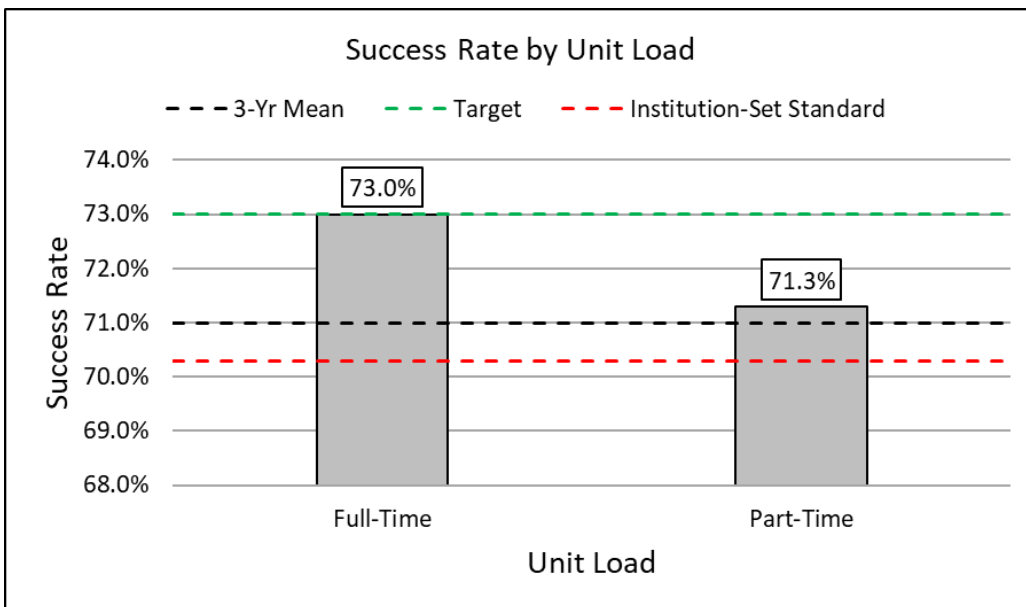 Success Rate by Unit Load
3-Yr Mean Target Institution-Set Standard
74.0%
73.0%
72.0%
71.0%
70.0%
69.0%
68.0%
Success Rate
73.0%
71.3%
Full-Time Part-Time
Unit Load